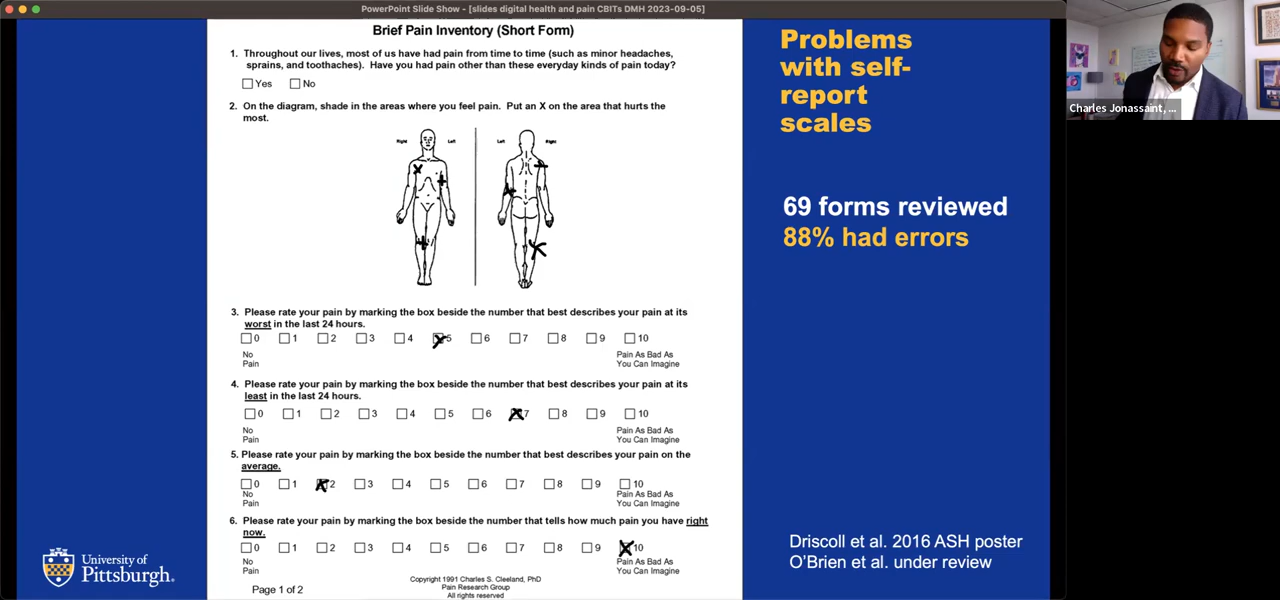 PowerPoint Slide Show - [slides digital health and pain CBITs DMH 2023-09-05]
Brief Pain Inventory (Short Form)
1. Throughout our lives, most of us have had pain from time to time (such as minor headaches,
sprains, and toothaches). Have you had pain other than these everyday kinds of pain today?
Yes No
2. On the diagram, shade in the areas where you feel pain. Put an X on the area that hurts the
most.
Right Left Left Right
3. Please rate your pain by marking the box beside the number that best describes your pain at its
worst in the last 24 hours.
0 1 2 3 4 5 6 7 8 9 10
No Pain As Bad As
Pain You Can Imagine
4. Please rate your pain by marking the box beside the number that best describes your pain at its
least in the last 24 hours.
0 1 2 3 4 5 6 7 8 9 10
No Pain As Bad As
Pain You Can Imagine
5. Please rate your pain by marking the box beside the number that best describes your pain on the
average.
0 1 2 3 4 5 6 7 8 9 10
No Pain As Bad As
Pain You Can Imagine
6. Please rate your pain by marking the box beside the number that tells how much pain you have right
now.
0 1 2 3 4 5 6 7 8 9 10
No Pain As Bad As
Pain You Can Imagine
Copyright 1991 Charles S. Cleeland, PhD
Pain Research Group
All rights reserved
Page 1 of 2
Problems
with self-
report
scales
69 forms reviewed
88% had errors
Driscoll et al. 2016 ASH poster
O'Brien et al. under review
University of
Pittsburgh.
Charles Jonassaint, ...